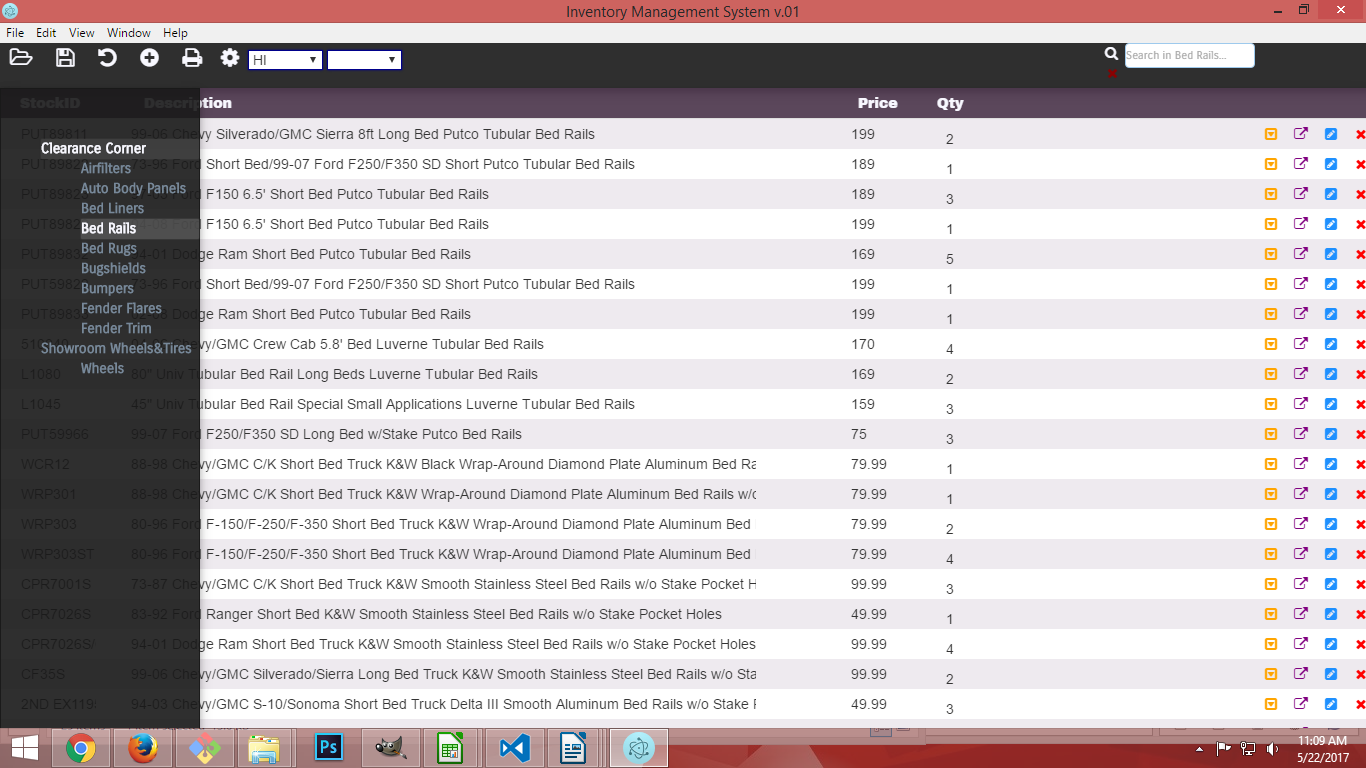 Inventory Management System v.01
File Edit View Window Help
HI
Search in Bed Rails...
StockID Description Price Qty
PUT89811 99-06 Chevy Silverado/GMC Sierra 8ft Long Bed Putco Tubular Bed Rails 199 2
73-96 Ford Short Bed/99-07 Ford F250/F350 SD Short Putco Tubular Bed Rails 189 1
Ford F150 6.5' Short Bed Putco Tubular Bed Rails 189 3
F150 6.5' Short Bed Putco Tubular Bed Rails 199 1
Dodge Ram Short Bed Putco Tubular Bed Rails 169 5
73-96 Ford Short Bed/99-07 Ford F250/F350 SD Short Putco Tubular Bed Rails 199 1
Dodge Ram Short Bed Putco Tubular Bed Rails 199 1
Chevy/GMC Crew Cab 5.8' Bed Luverne Tubular Bed Rails 170 4
L1080 80" Univ Tubular Bed Rail Long Beds Luverne Tubular Bed Rails 169 2
L1045 45" Univ Tubular Bed Rail Special Small Applications Luverne Tubular Bed Rails 159 3
PUT59966 99-07 Ford F250/F350 SD Long Bed w/Stake Putco Bed Rails 75 3
WCR12 88-98 Chevy/GMC C/K Short Bed Truck K&W Black Wrap-Around Diamond Plate Aluminum Bed Ra 79.99 1
WRP301 88-98 Chevy/GMC C/K Short Bed Truck K&W Wrap-Around Diamond Plate Aluminum Bed Rails w/o 79.99 1
WRP303 80-96 Ford F-150/F-250/F-350 Short Bed Truck K&W Wrap-Around Diamond Plate Aluminum Bed 79.99 2
WRP303ST 80-96 Ford F-150/F-250/F-350 Short Bed Truck K&W Wrap-Around Diamond Plate Aluminum Bed 79.99 4
CPR7001S 73-87 Chevy/GMC C/K Short Bed Truck K&W Smooth Stainless Steel Bed Rails w/o Stake Pocket H 99.99 3
CPR7026S 83-92 Ford Ranger Short Bed K&W Smooth Stainless Steel Bed Rails w/o Stake Pocket Holes 49.99 1
CPR7026S/ 94-01 Dodge Ram Short Bed Truck K&W Smooth Stainless Steel Bed Rails w/o Stake Pocket Holes 99.99 4
CF35S 99-06 Chevy/GMC Silverado/Sierra Long Bed Truck K&W Smooth Stainless Steel Bed Rails w/o Sta 99.99 2
2ND EX119 94-03 Chevy/GMC S-10/Sonoma Short Bed Truck Delta III Smooth Aluminum Bed Rails w/o Stake 49.99 3
Clearance Corner
Airfilters
Auto Body Panels
Bed Liners
Bed Rails
Bed Rugs
Bugshields
Bumpers
Fender Flares
Fender Trim
Showroom Wheels&Tires
Wheels
Ps
11:09 AM
5/22/2017